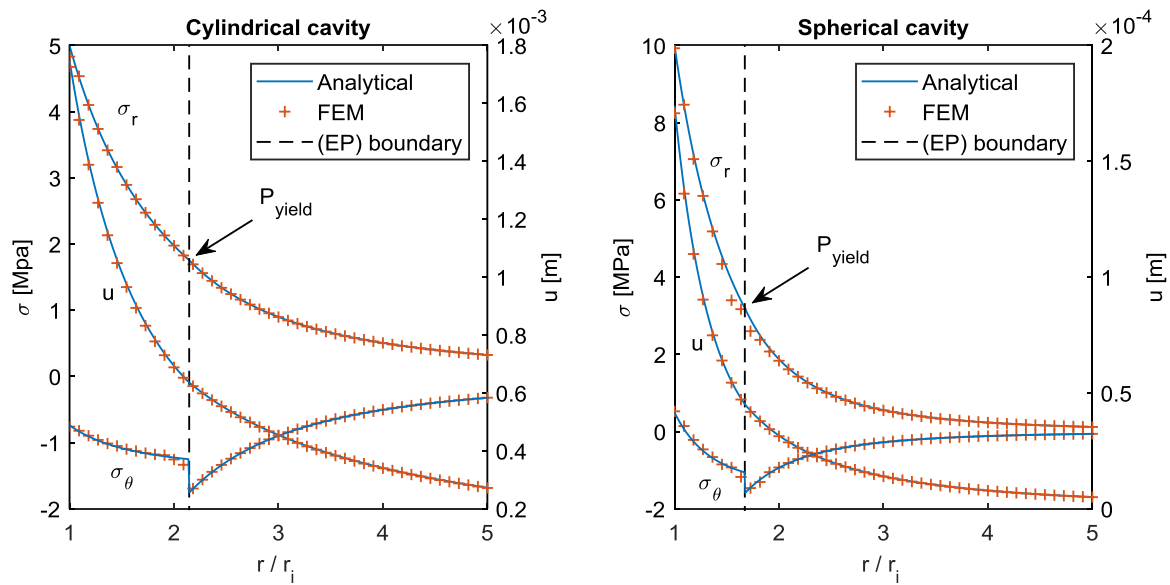 Cylindrical cavity
×10⁻³
5
4
3
2
1
0
-1
-2
σ [Mpa]
1.8
1.6
1.4
1.2
1
0.8
0.6
0.4
0.2
u [m]
Analytical
FEM
(EP) boundary
σ_r
P_yield
u
σ_θ
1 2 3 4 5
r / r_i
Spherical cavity
×10⁻⁴
10
8
6
4
2
0
-2
σ [MPa]
2
1.5
1
0.5
0
u [m]
Analytical
FEM
(EP) boundary
σ_r
P_yield
u
σ_θ
1 2 3 4 5
r / r_i